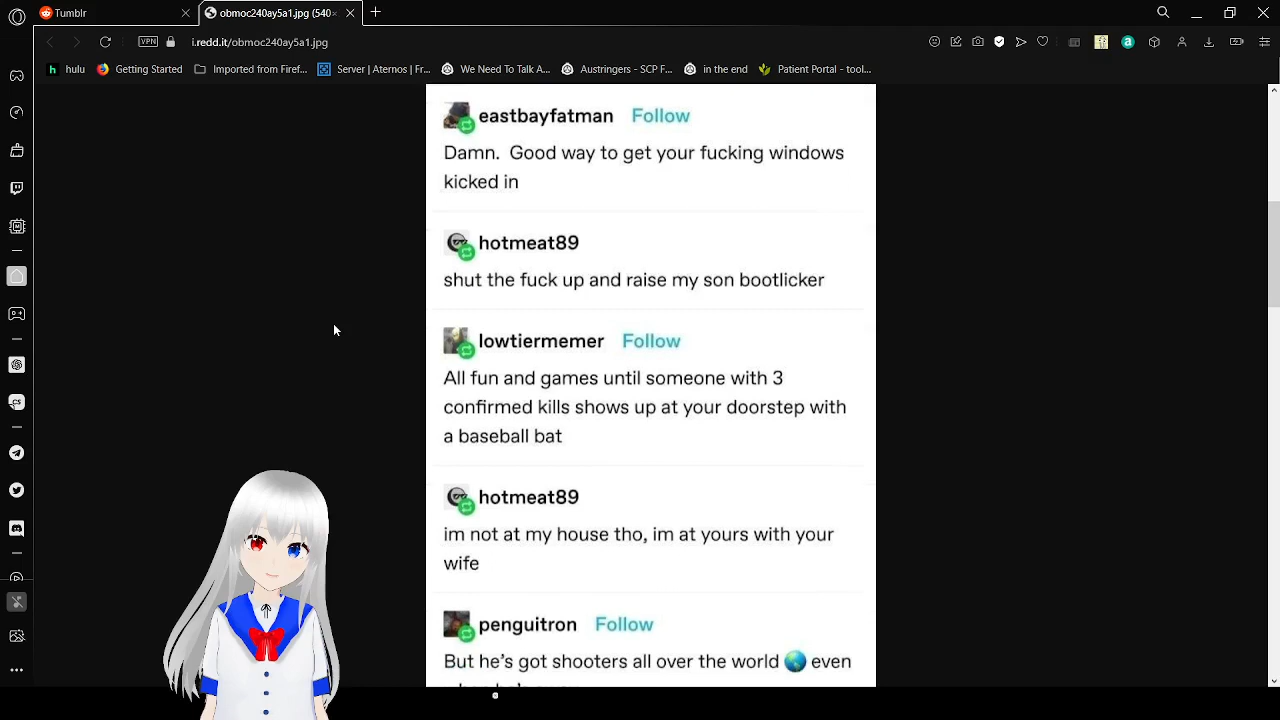 Tumblr
obmoc240ay5a1.jpg (540×
VPN
i.redd.it/obmoc240ay5a1.jpg
h hulu
Getting Started
Imported from Firef...
Server | Aternos | Fr...
We Need To Talk A...
Austringers - SCP F...
in the end
Patient Portal - tool...
eastbayfatman Follow
Damn. Good way to get your fucking windows
kicked in
hotmeat89
shut the fuck up and raise my son bootlicker
lowtiermemer Follow
All fun and games until someone with 3
confirmed kills shows up at your doorstep with
a baseball bat
hotmeat89
im not at my house tho, im at yours with your
wife
penguitron Follow
But he's got shooters all over the world 🌎 even